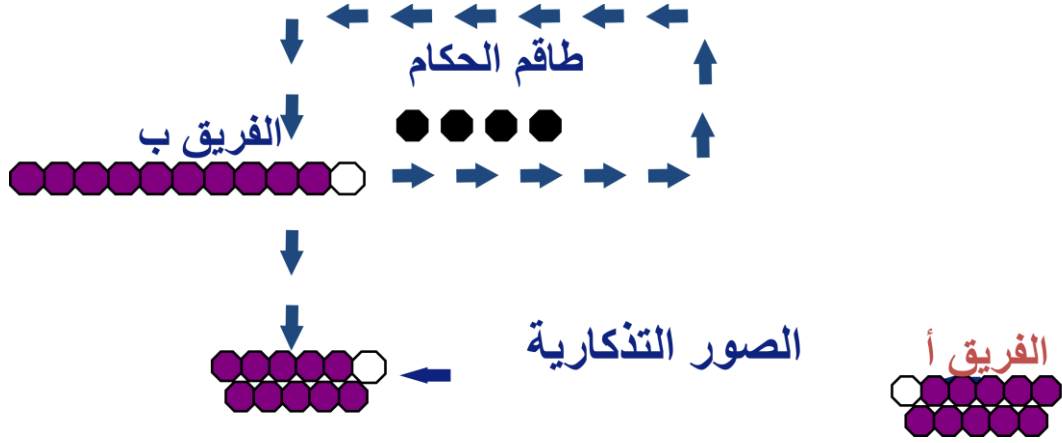 طاقم الحكام
الفريق ب
الصور التذكارية
الفريق أ